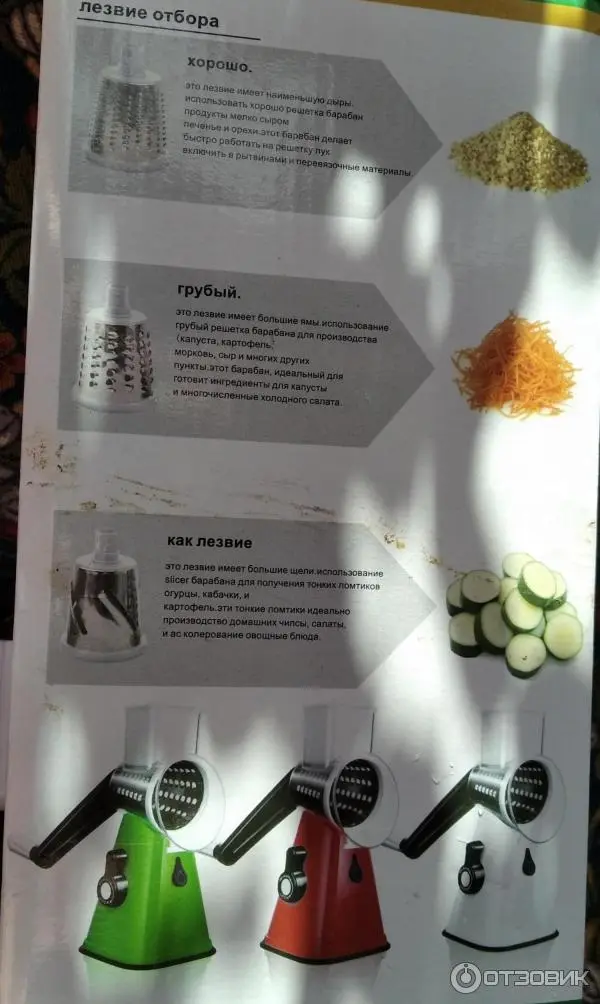 лезвие отбора
хорошо.
это лезвие имеет наименьшую дыры.
использовать хорошо решетка барабан
продукты мелко сыром
печенье и орехи.этот барабан делает
быстро работать на решетку лук
включить в рытвинами и перевязочные материалы
грубый.
это лезвие имеет большие ямы.использование
грубый решетка барабана для производства
（капуста, картофель）
морковь, сыр и многих других
пункты.этот барабан, идеальный для
готовит ингредиенты для капусты
и многочисленные холодного салата.
как лезвие
это лезвие имеет большие щели.использование
slicer барабана для получения тонких ломтиков
огурцы, кабачки, и
картофель.эти тонкие ломтики идеально
производство домашних чипсы, салаты,
и ас колерование овощные блюда.
ОТЗОВИК